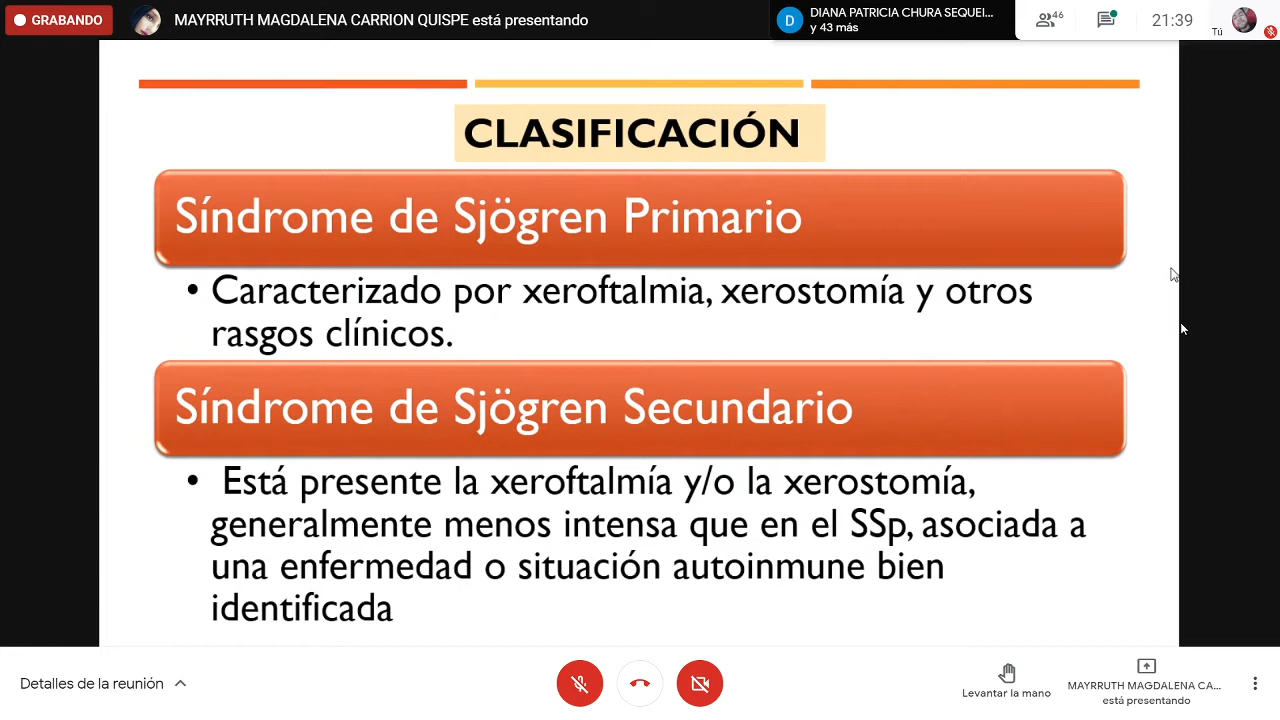 GRABANDO
MAYRRUTH MAGDALENA CARRION QUISPE está presentando
D
DIANA PATRICIA CHURA SEQUEI...
y 43 más
46
21:39
Tú
CLASIFICACIÓN
Síndrome de Sjögren Primario
• Caracterizado por xeroftalmia, xerostomía y otros
rasgos clínicos.
Síndrome de Sjögren Secundario
• Está presente la xeroftalmía y/o la xerostomía,
generalmente menos intensa que en el SSp, asociada a
una enfermedad o situación autoinmune bien
identificada
Detalles de la reunión
Levantar la mano
MAYRRUTH MAGDALENA CA...
está presentando